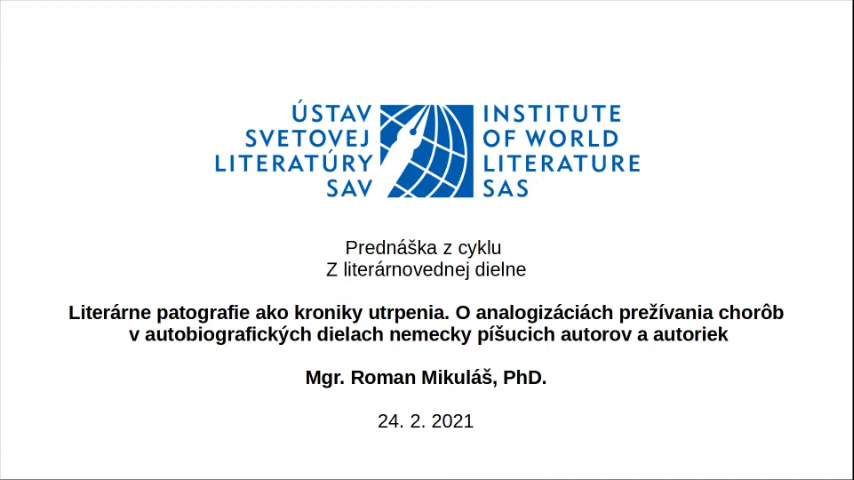 ÚSTAV
SVETOVEJ
LITERATÚRY
SAV
INSTITUTE
OF WORLD
LITERATURE
SAS
Prednáška z cyklu
Z literárnovednej dielne
Literárne patografie ako kroniky utrpenia. O analogizáciách prežívania chorôb
v autobiografických dielach nemecky píšucich autorov a autoriek
Mgr. Roman Mikuláš, PhD.
24. 2. 2021